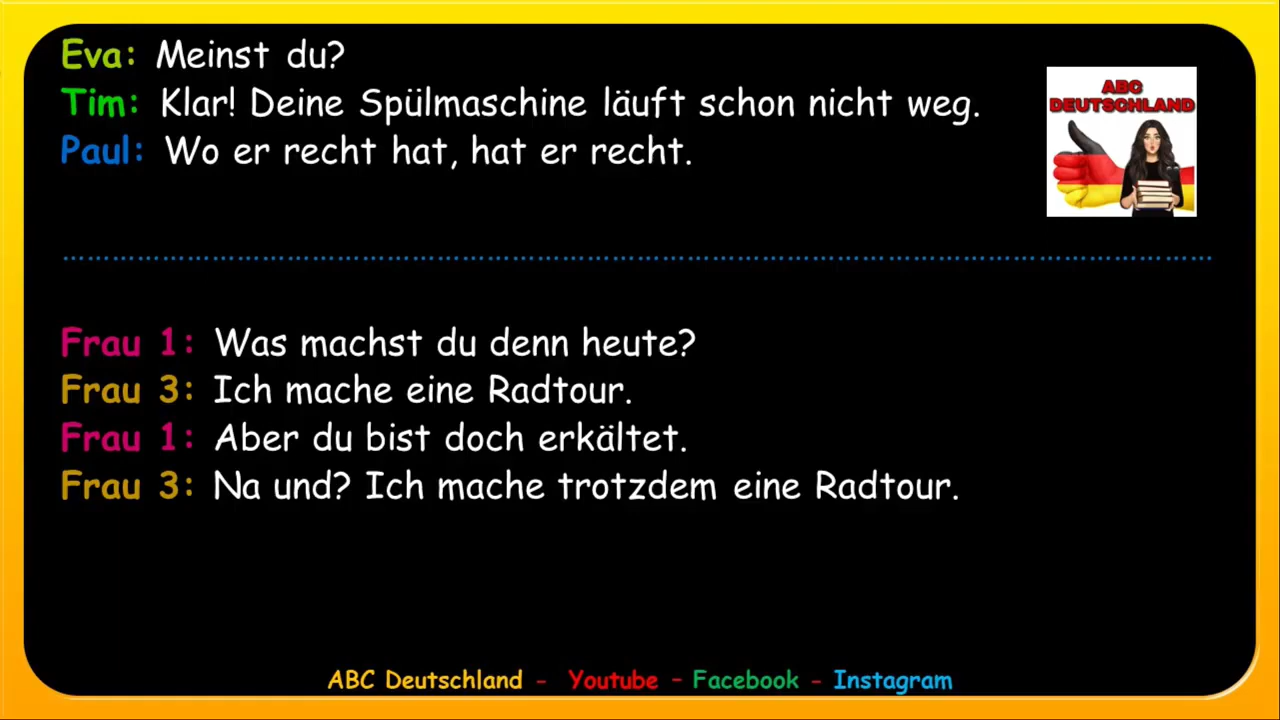 Eva: Meinst du?
Tim: Klar! Deine Spülmaschine läuft schon nicht weg.
Paul: Wo er recht hat, hat er recht.
ABC
DEUTSCHLAND
Frau 1: Was machst du denn heute?
Frau 3: Ich mache eine Radtour.
Frau 1: Aber du bist doch erkältet.
Frau 3: Na und? Ich mache trotzdem eine Radtour.
ABC Deutschland - Youtube - Facebook - Instagram